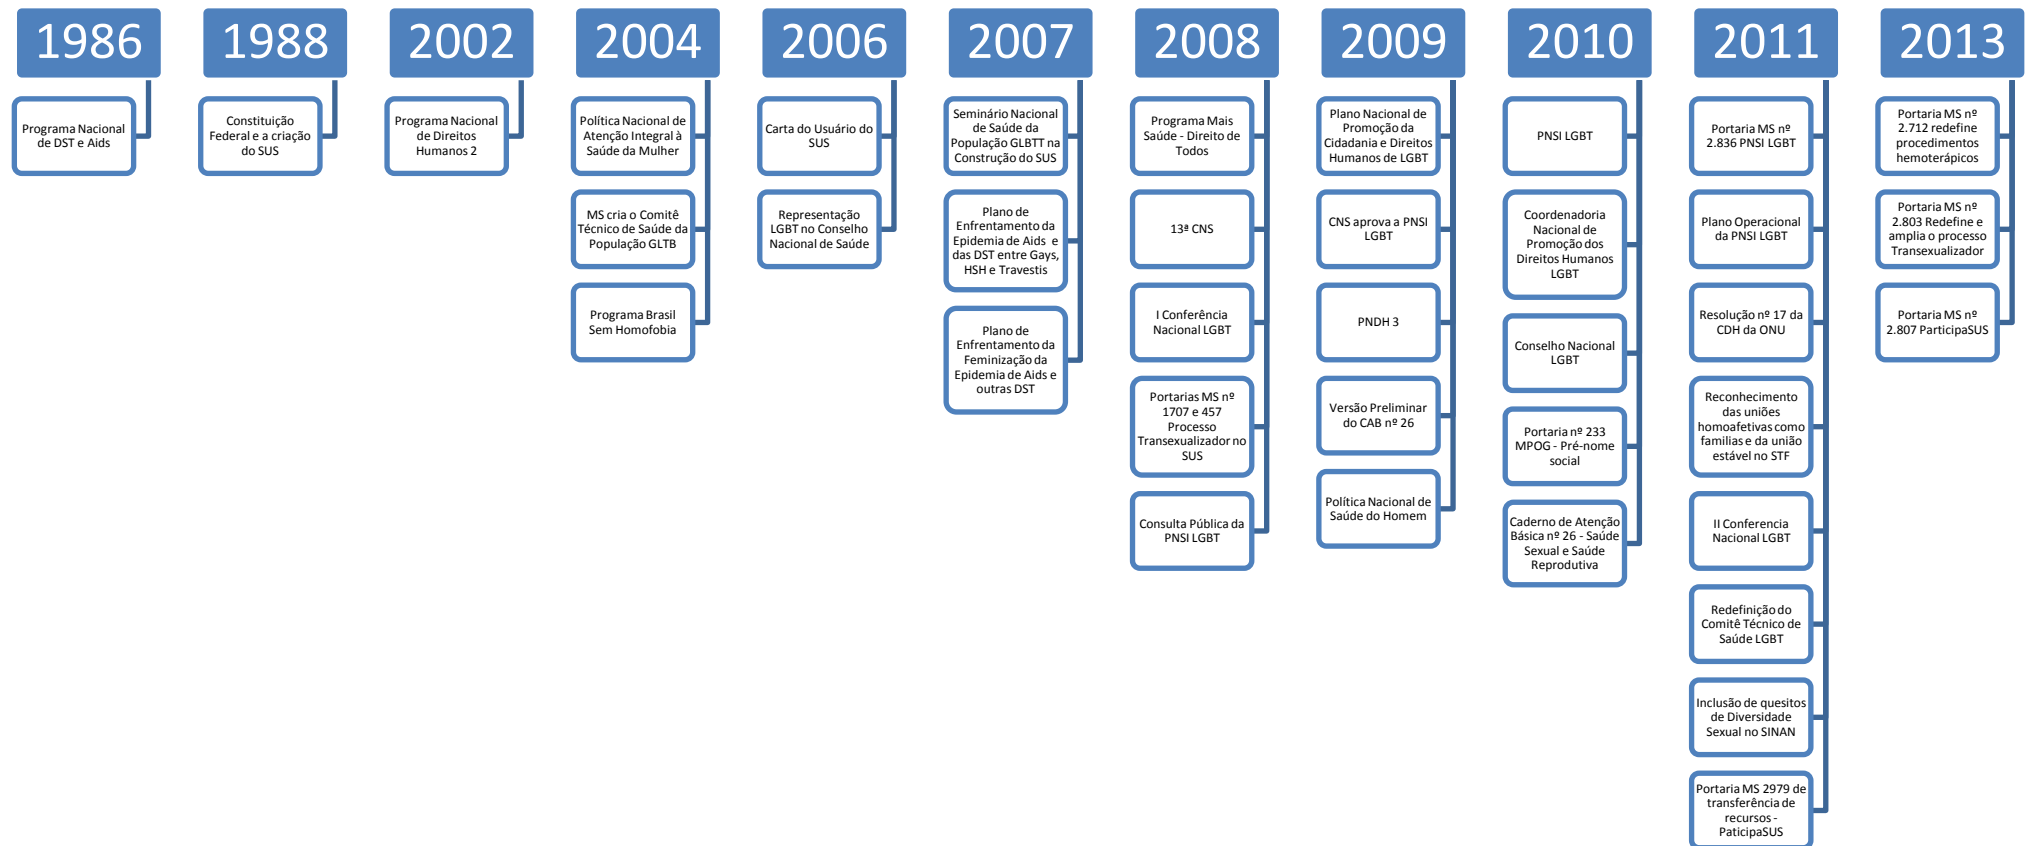 1986
Programa Nacional
de DST e Aids
1988
Constituição
Federal e a criação
do SUS
2002
Programa Nacional
de Direitos
Humanos 2
2004
Política Nacional de
Atenção Integral à
Saúde da Mulher
MS cria o Comitê
Técnico de Saúde da
População GLTB
Programa Brasil
Sem Homofobia
2006
Carta do Usuário do
SUS
Representação
LGBT no Conselho
Nacional de Saúde
2007
Seminário Nacional
de Saúde da
População GLBTT na
Construção do SUS
Plano de
Enfrentamento da
Epidemia de Aids e
das DST entre Gays,
HSH e Travestis
Plano de
Enfrentamento da
Feminização da
Epidemia de Aids e
outras DST
2008
Programa Mais
Saúde - Direito de
Todos
13ª CNS
I Conferência
Nacional LGBT
Portarias MS nº
1707 e 457
Processo
Transexualizador no
SUS
Consulta Pública da
PNSI LGBT
2009
Plano Nacional de
Promoção da
Cidadania e Direitos
Humanos de LGBT
CNS aprova a PNSI
LGBT
PNDH 3
Versão Preliminar
do CAB nº 26
Política Nacional de
Saúde do Homem
2010
PNSI LGBT
Coordenadoria
Nacional de
Promoção dos
Direitos Humanos
LGBT
Conselho Nacional
LGBT
Portaria nº 233
MPOG - Pré-nome
social
Caderno de Atenção
Básica nº 26 - Saúde
Sexual e Saúde
Reprodutiva
2011
Portaria MS nº
2.836 PNSI LGBT
Plano Operacional
da PNSI LGBT
Resolução nº 17 da
CDH da ONU
Reconhecimento
das uniões
homoafetivas como
familias e da união
estável no STF
II Conferencia
Nacional LGBT
Redefinição do
Comitê Técnico de
Saúde LGBT
Inclusão de quesitos
de Diversidade
Sexual no SINAN
Portaria MS 2979 de
transferência de
recursos -
PaticipaSUS
2013
Portaria MS nº
2.712 redefine
procedimentos
hemoterápicos
Portaria MS nº
2.803 Redefine e
amplia o processo
Transexualizador
Portaria MS nº
2.807 ParticipaSUS